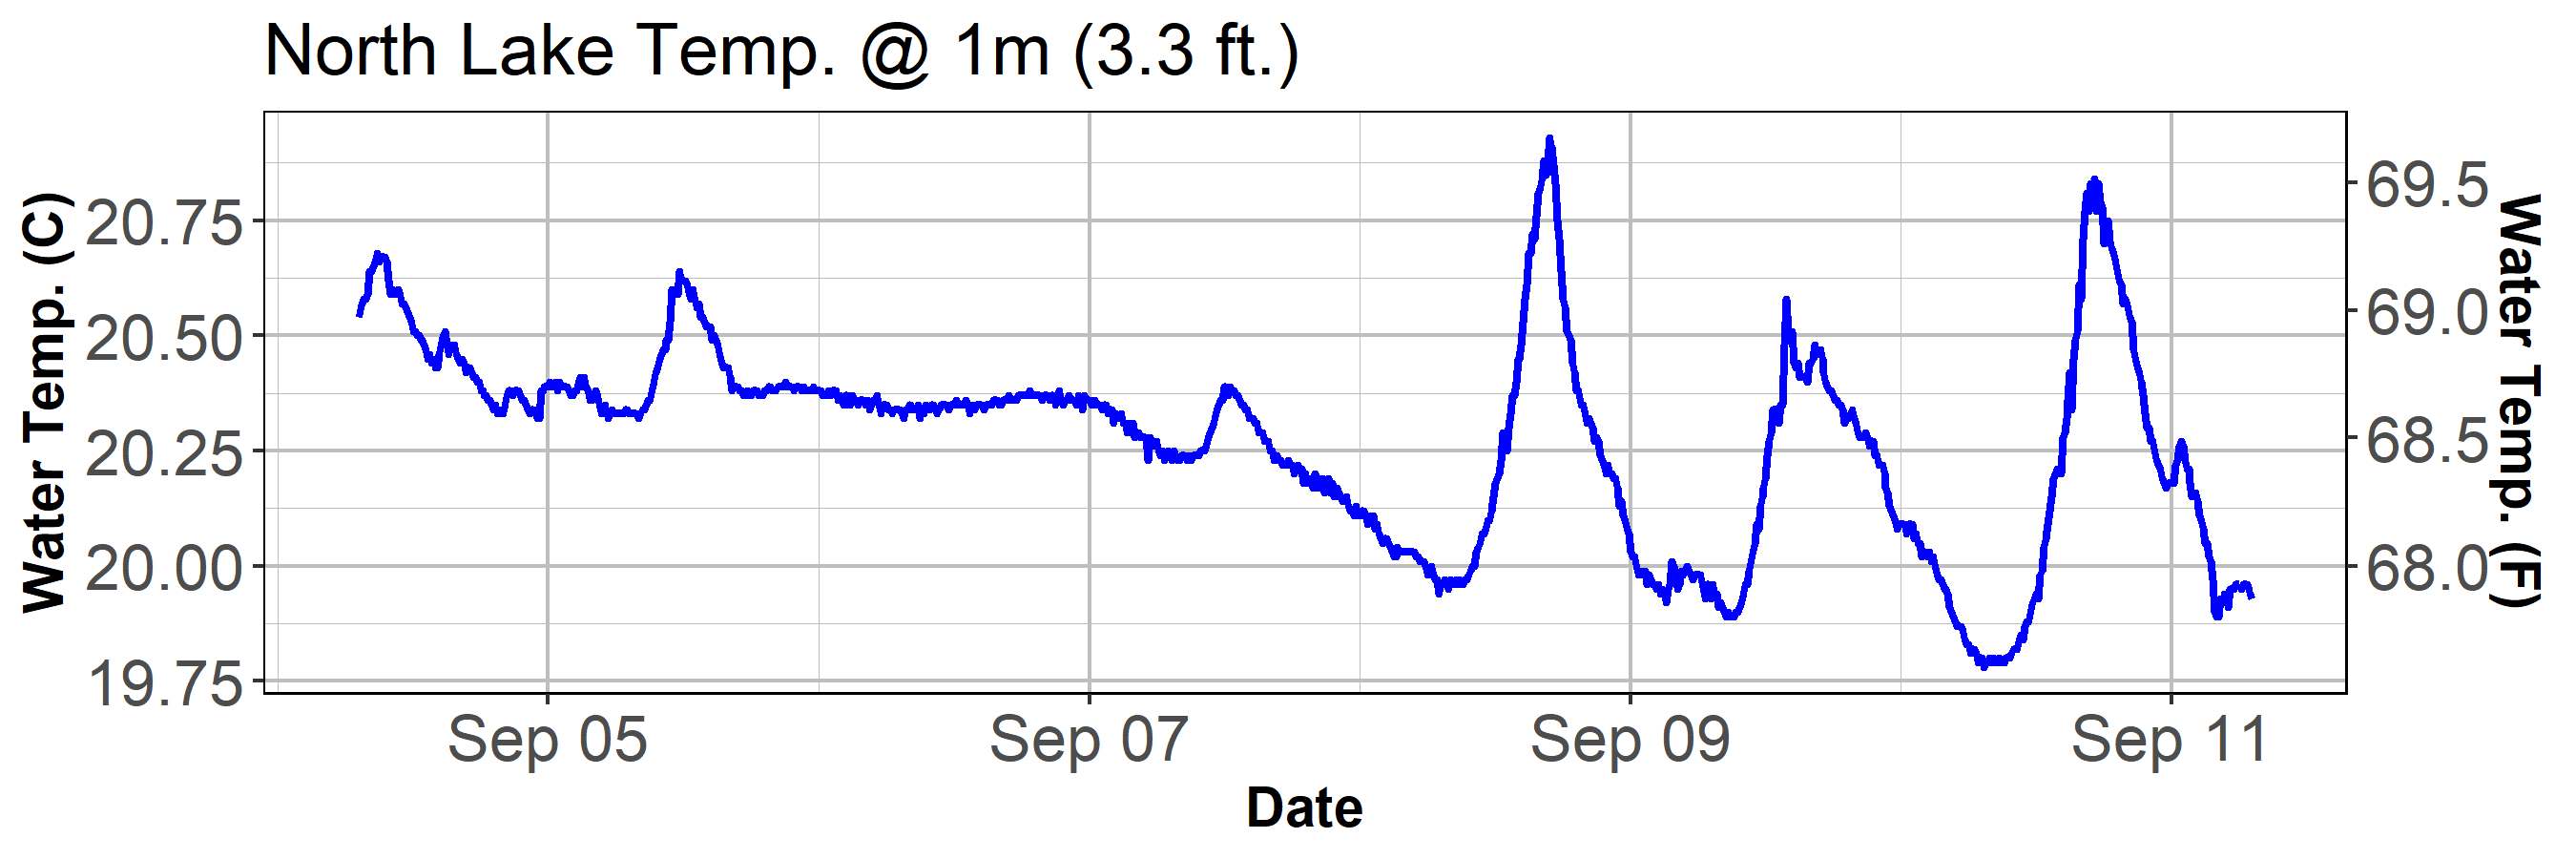 North Lake Temp. @ 1m (3.3 ft.)
Water Temp. (C)
20.75
20.50
20.25
20.00
19.75
69.5
69.0
68.5
68.0
Water Temp. (F)
Sep 05
Sep 07
Sep 09
Sep 11
Date